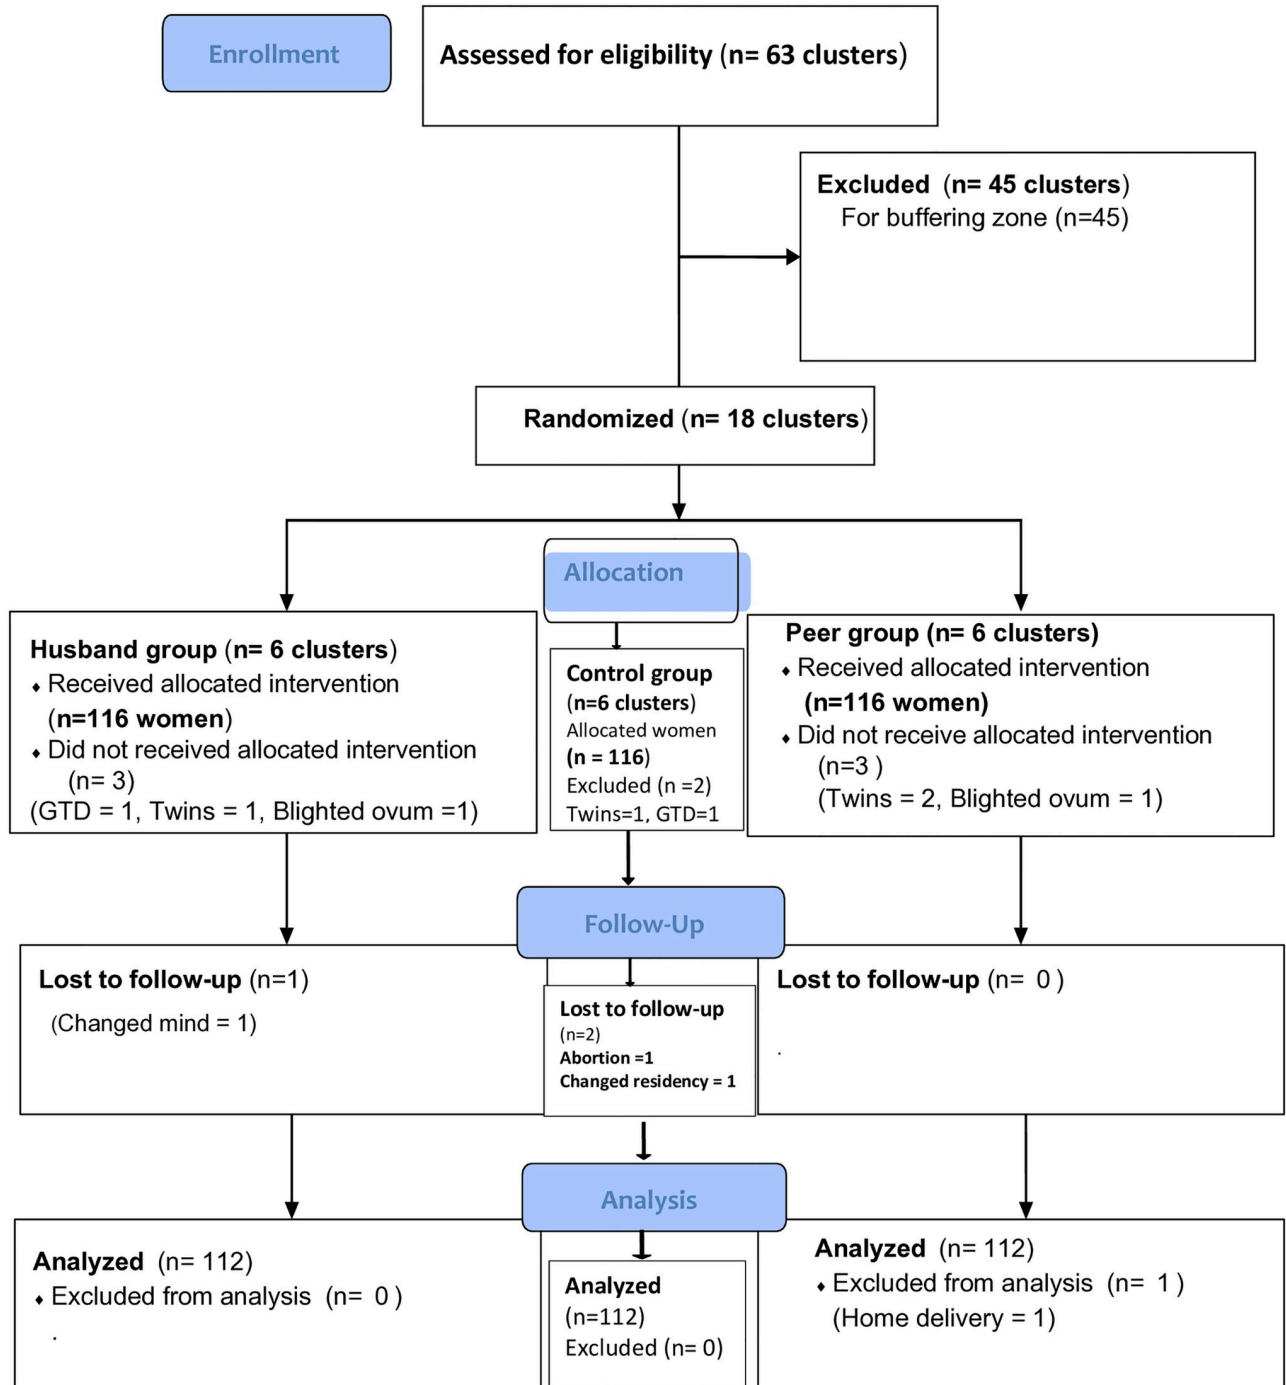 Enrollment
Assessed for eligibility (n= 63 clusters)
Excluded (n= 45 clusters)
For buffering zone (n=45)
Randomized (n= 18 clusters)
Allocation
Husband group (n= 6 clusters)
⬧ Received allocated intervention
(n=116 women)
⬧ Did not received allocated intervention
(n= 3)
(GTD = 1, Twins = 1, Blighted ovum =1)
Control group
(n=6 clusters)
Allocated women
(n = 116)
Excluded (n =2)
Twins=1, GTD=1
Peer group (n= 6 clusters)
⬧ Received allocated intervention
(n=116 women)
⬧ Did not receive allocated intervention
(n=3 )
(Twins = 2, Blighted ovum = 1)
Follow-Up
Lost to follow-up (n=1)
(Changed mind = 1)
Lost to follow-up
(n=2)
Abortion =1
Changed residency = 1
Lost to follow-up (n= 0 )
.
Analysis
Analyzed (n= 112)
⬧ Excluded from analysis (n= 0 )
.
Analyzed
(n=112)
Excluded (n= 0)
Analyzed (n= 112)
⬧ Excluded from analysis (n= 1 )
(Home delivery = 1)